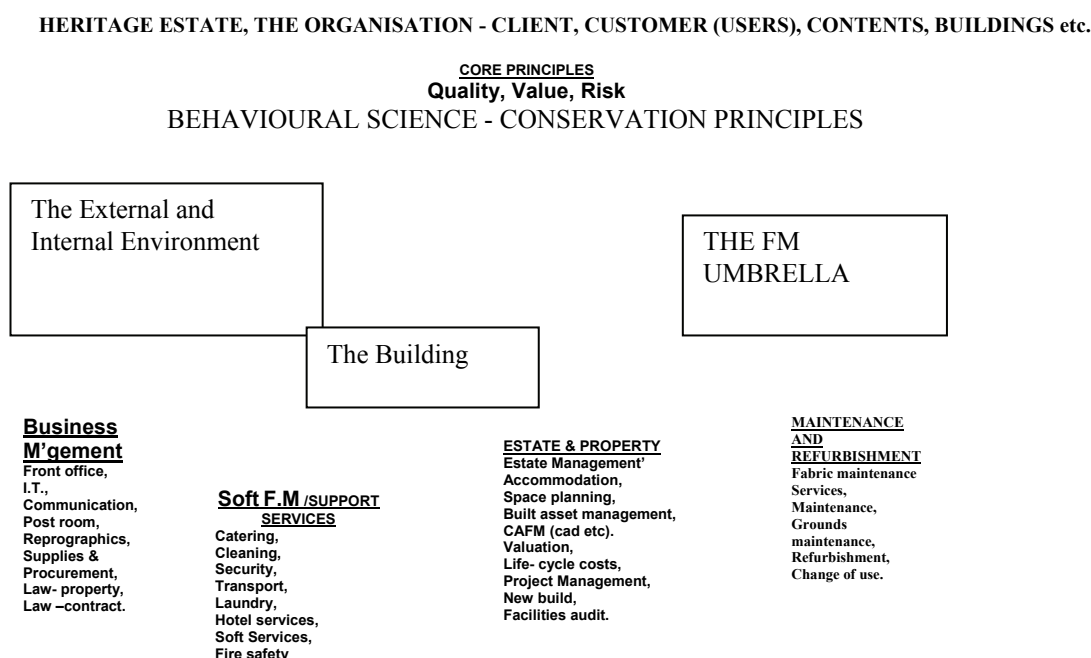 HERITAGE ESTATE, THE ORGANISATION - CLIENT, CUSTOMER (USERS), CONTENTS, BUILDINGS etc.
CORE PRINCIPLES
Quality, Value, Risk
BEHAVIOURAL SCIENCE - CONSERVATION PRINCIPLES
The External and
Internal Environment
THE FM
UMBRELLA
The Building
Business
M'gement
Front office,
I.T.,
Communication,
Post room,
Reprographics,
Supplies &
Procurement,
Law- property,
Law –contract.
Soft F.M /SUPPORT
SERVICES
Catering,
Cleaning,
Security,
Transport,
Laundry,
Hotel services,
Soft Services,
Fire safety
ESTATE & PROPERTY
Estate Management'
Accommodation,
Space planning,
Built asset management,
CAFM (cad etc).
Valuation,
Life- cycle costs,
Project Management,
New build,
Facilities audit.
MAINTENANCE
AND
REFURBISHMENT
Fabric maintenance
Services,
Maintenance,
Grounds
maintenance,
Refurbishment,
Change of use.